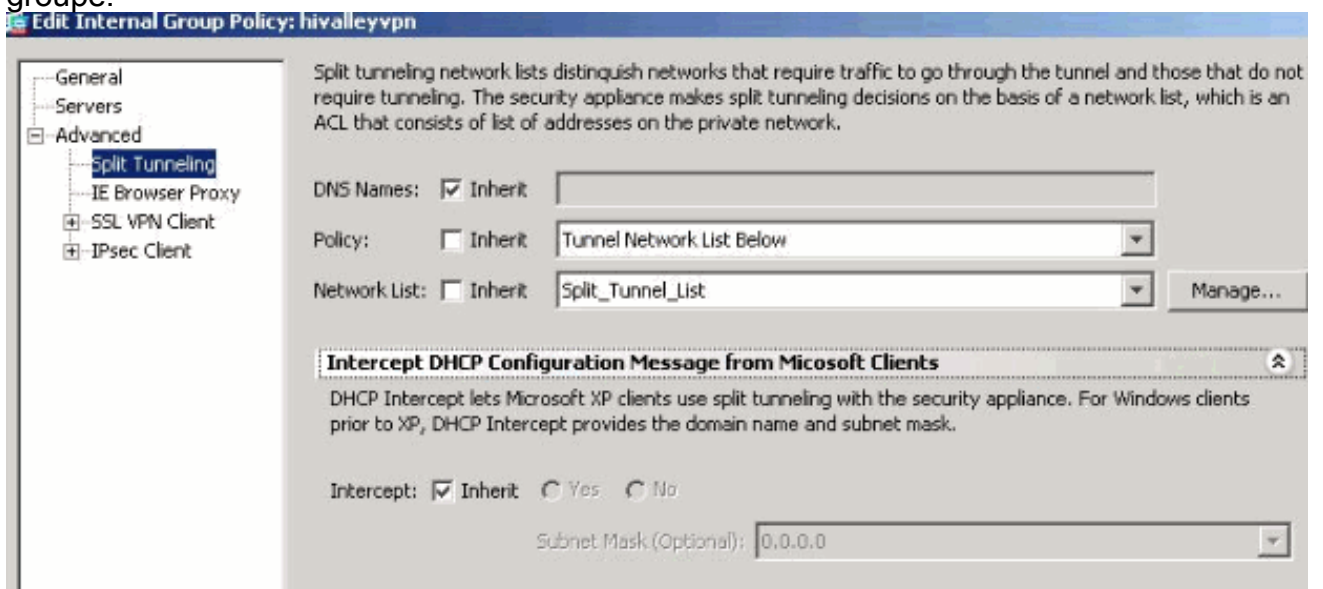 groupe.
Edit Internal Group Policy: hivalleyvpn
General
Servers
Advanced
Split Tunneling
IE Browser Proxy
SSL VPN Client
IPsec Client
Split tunneling network lists distinguish networks that require traffic to go through the tunnel and those that do not
require tunneling. The security appliance makes split tunneling decisions on the basis of a network list, which is an
ACL that consists of list of addresses on the private network.
DNS Names: Inherit
Policy: Inherit Tunnel Network List Below
Network List: Inherit Split_Tunnel_List Manage...
Intercept DHCP Configuration Message from Micosoft Clients
DHCP Intercept lets Microsoft XP clients use split tunneling with the security appliance. For Windows clients
prior to XP, DHCP Intercept provides the domain name and subnet mask.
Intercept: Inherit Yes No
Subnet Mask (Optional): 0.0.0.0